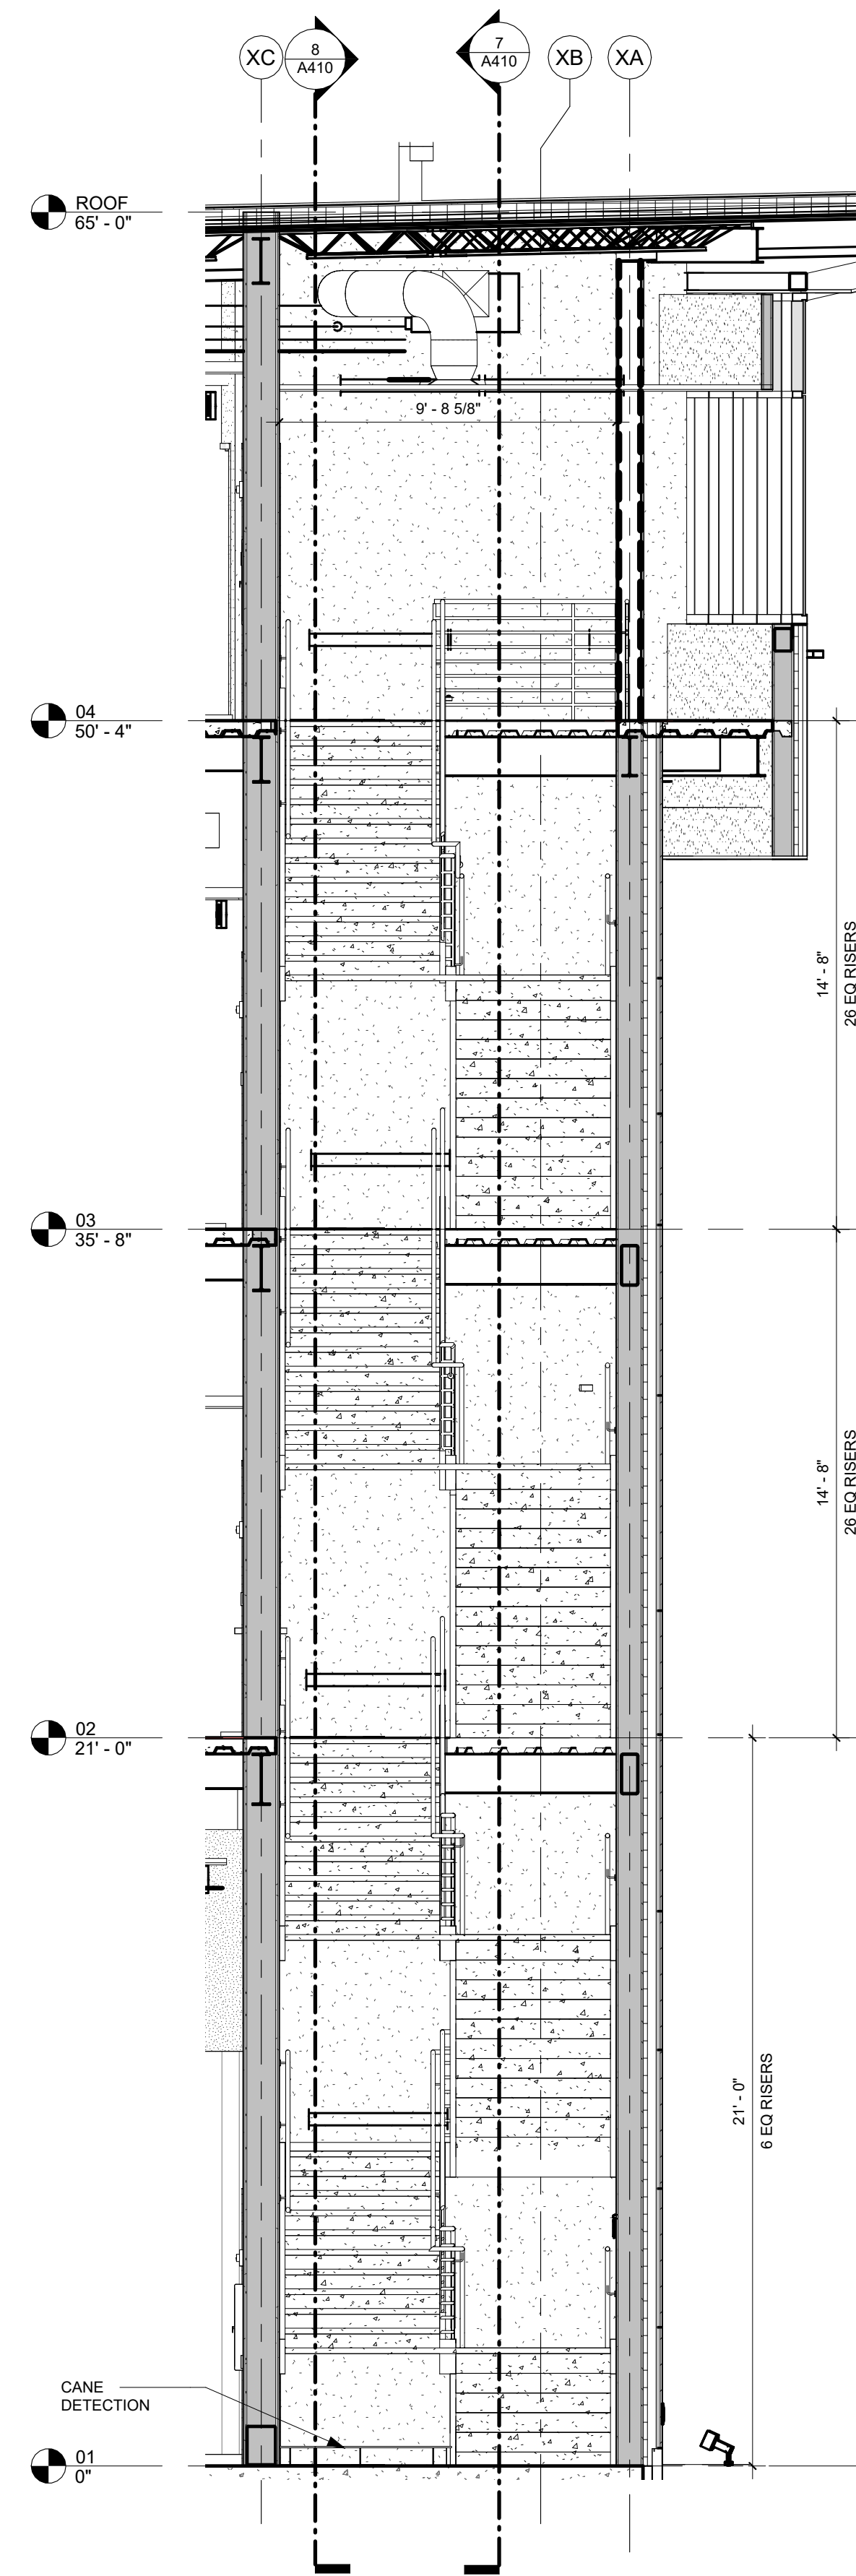 XC
8
A410
7
A410
XB
XA
ROOF
65' - 0"
9' - 8 5/8"
04
50' - 4"
14' - 8"
26 EQ RISERS
03
35' - 8"
14' - 8"
26 EQ RISERS
02
21' - 0"
21' - 0"
6 EQ RISERS
CANE
DETECTION
01
0"